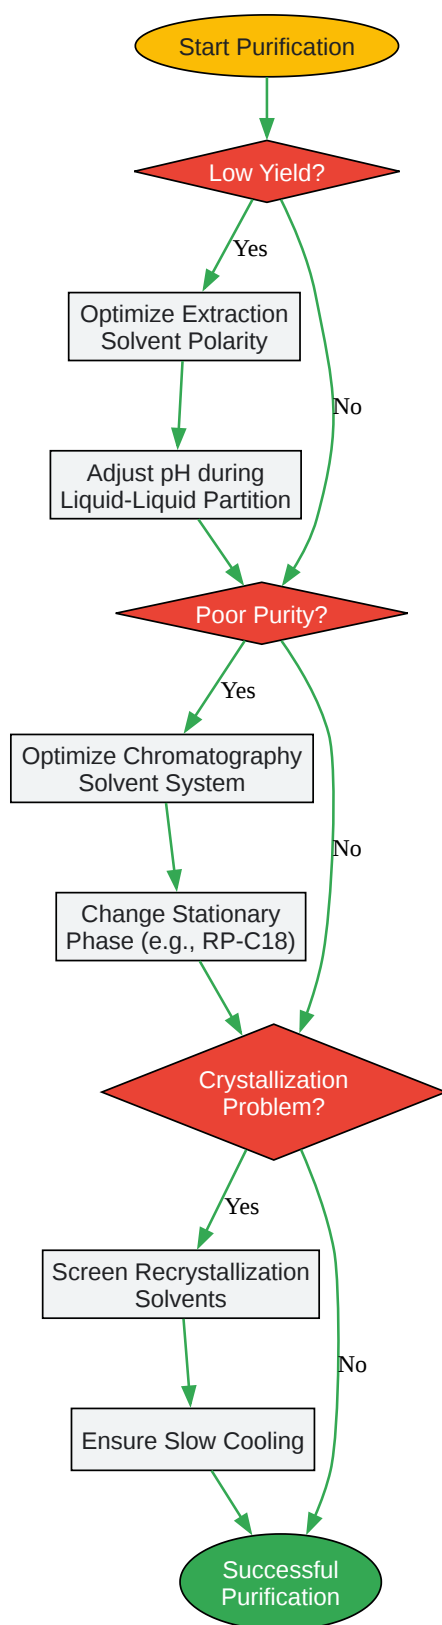 Start Purification
Low Yield?
Yes
Optimize Extraction
Solvent Polarity
No
Adjust pH during
Liquid-Liquid Partition
Poor Purity?
Yes
Optimize Chromatography
Solvent System
No
Change Stationary
Phase (e.g., RP-C18)
Crystallization
Problem?
Yes
Screen Recrystallization
Solvents
No
Ensure Slow Cooling
Successful
Purification